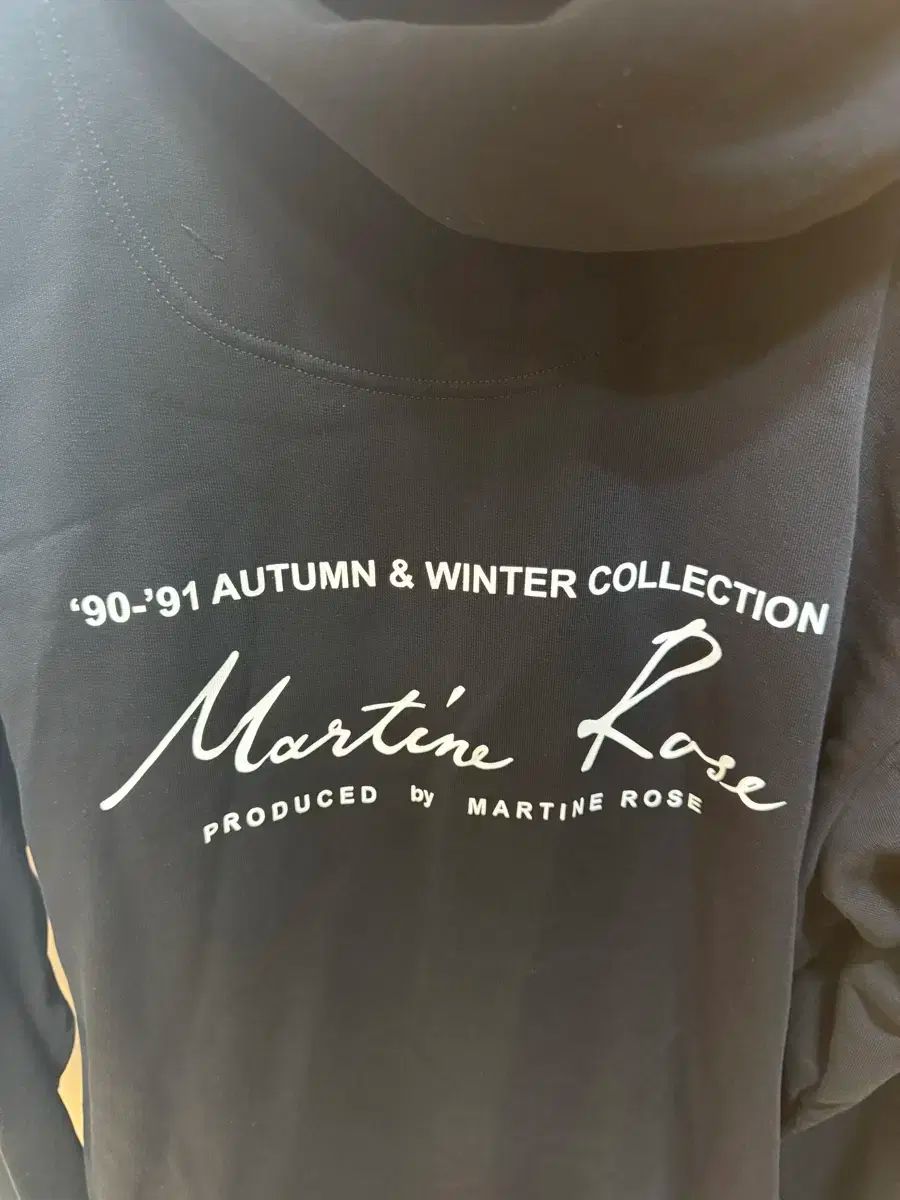 ‘90-’91 AUTUMN & WINTER COLLECTION
Martine Rose
PRODUCED by MARTINE ROSE